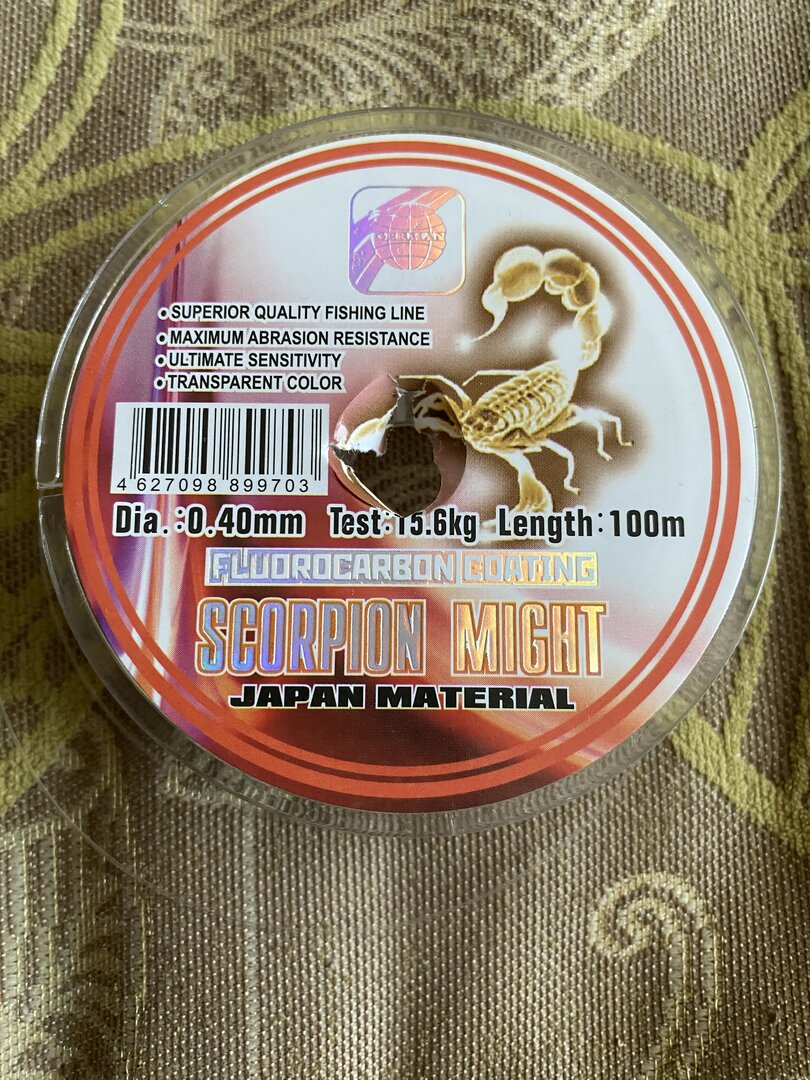 GERMAN
•SUPERIOR QUALITY FISHING LINE
•MAXIMUM ABRASION RESISTANCE
•ULTIMATE SENSITIVITY
•TRANSPARENT COLOR
4 627098 899703
Dia.:0.40mm Test:15.6kg Length:100m
FLUOROCARBON COATING
SCORPION MIGHT
JAPAN MATERIAL